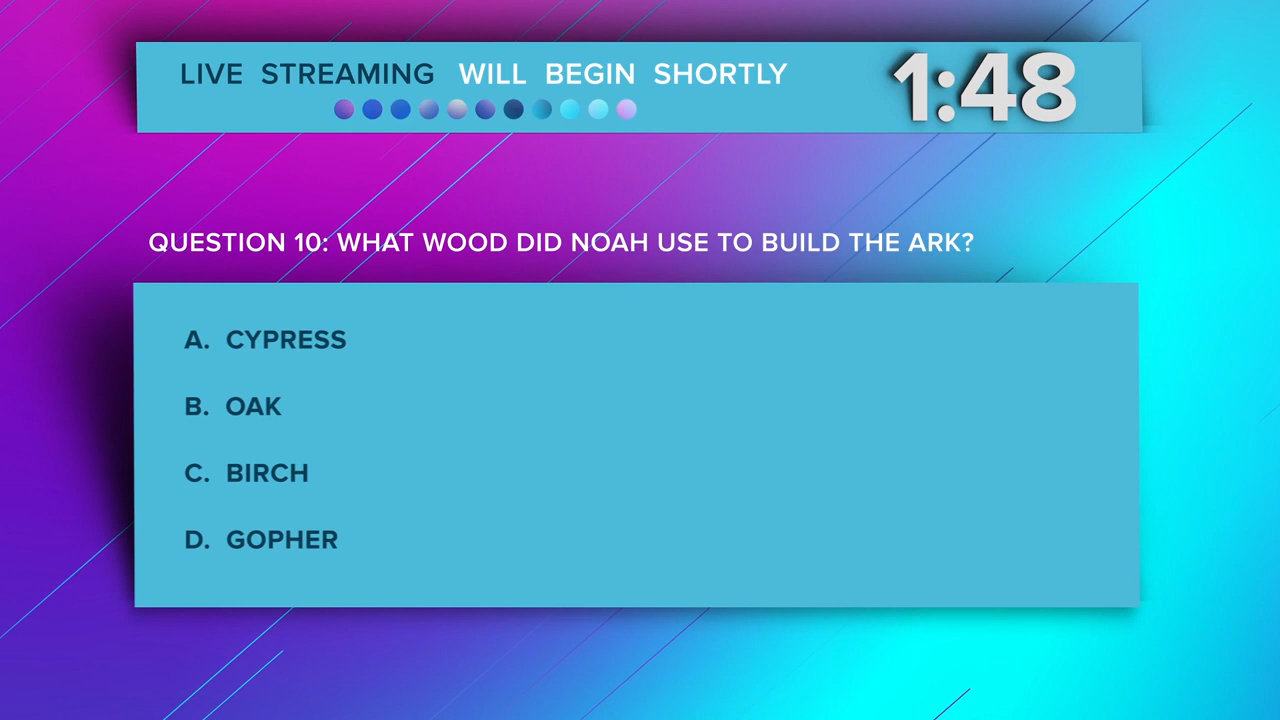 LIVE STREAMING WILL BEGIN SHORTLY
1:48
QUESTION 10: WHAT WOOD DID NOAH USE TO BUILD THE ARK?
A. CYPRESS
B. OAK
C. BIRCH
D. GOPHER